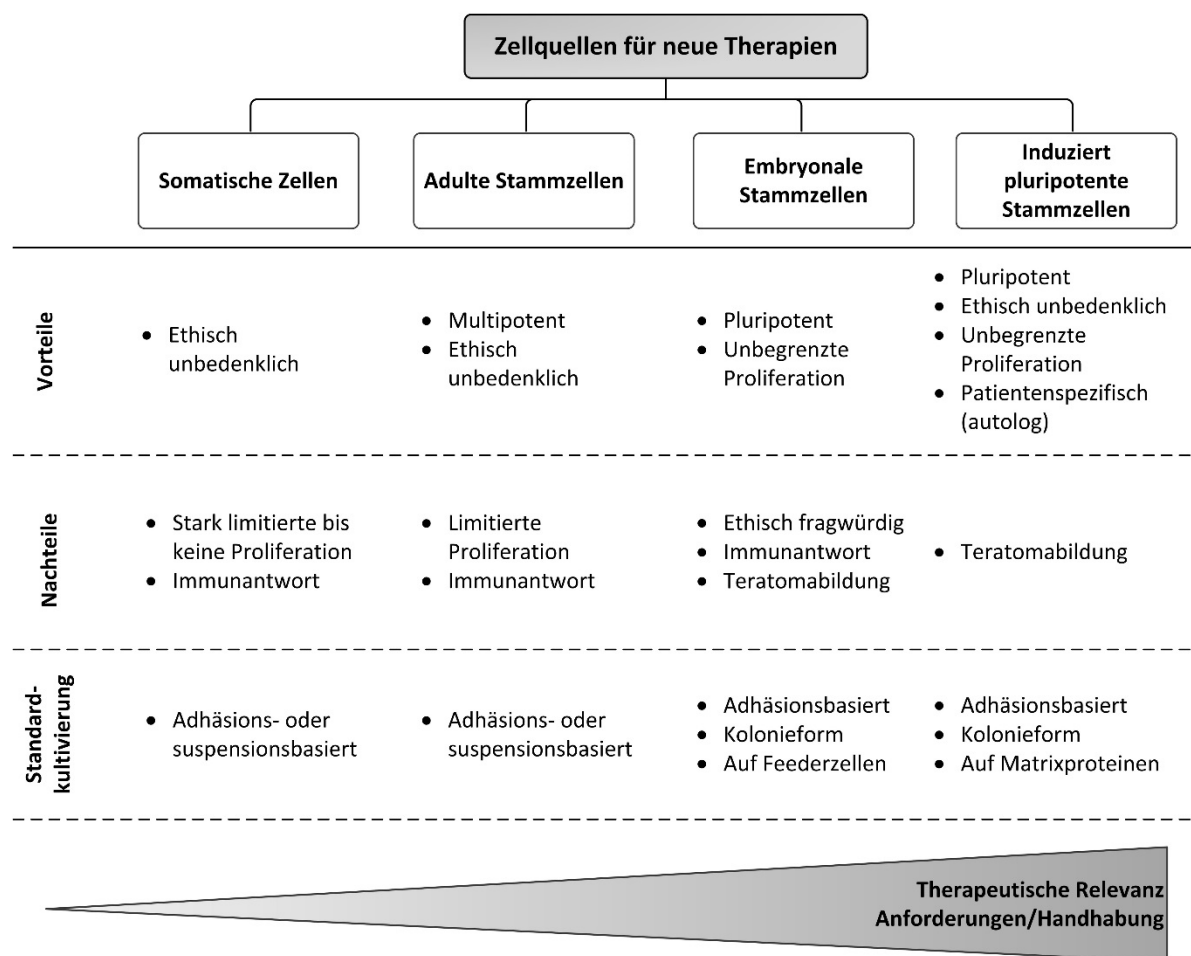 Zellquellen für neue Therapien
Somatische Zellen
Adulte Stammzellen
Embryonale
Stammzellen
Induziert
pluripotente
Stammzellen
Vorteile
• Ethisch
unbedenklich
• Multipotent
• Ethisch
unbedenklich
• Pluripotent
• Unbegrenzte
Proliferation
• Pluripotent
• Ethisch unbedenklich
• Unbegrenzte
Proliferation
• Patientenspezifisch
(autolog)
Nachteile
• Stark limitierte bis
keine Proliferation
• Immunantwort
• Limitierte
Proliferation
• Immunantwort
• Ethisch fragwürdig
• Immunantwort
• Teratomabildung
• Teratomabildung
Standard-
kultivierung
• Adhäsions- oder
suspensionsbasiert
• Adhäsions- oder
suspensionsbasiert
• Adhäsionsbasiert
• Kolonieform
• Auf Feederzellen
• Adhäsionsbasiert
• Kolonieform
• Auf Matrixproteinen
Therapeutische Relevanz
Anforderungen/Handhabung